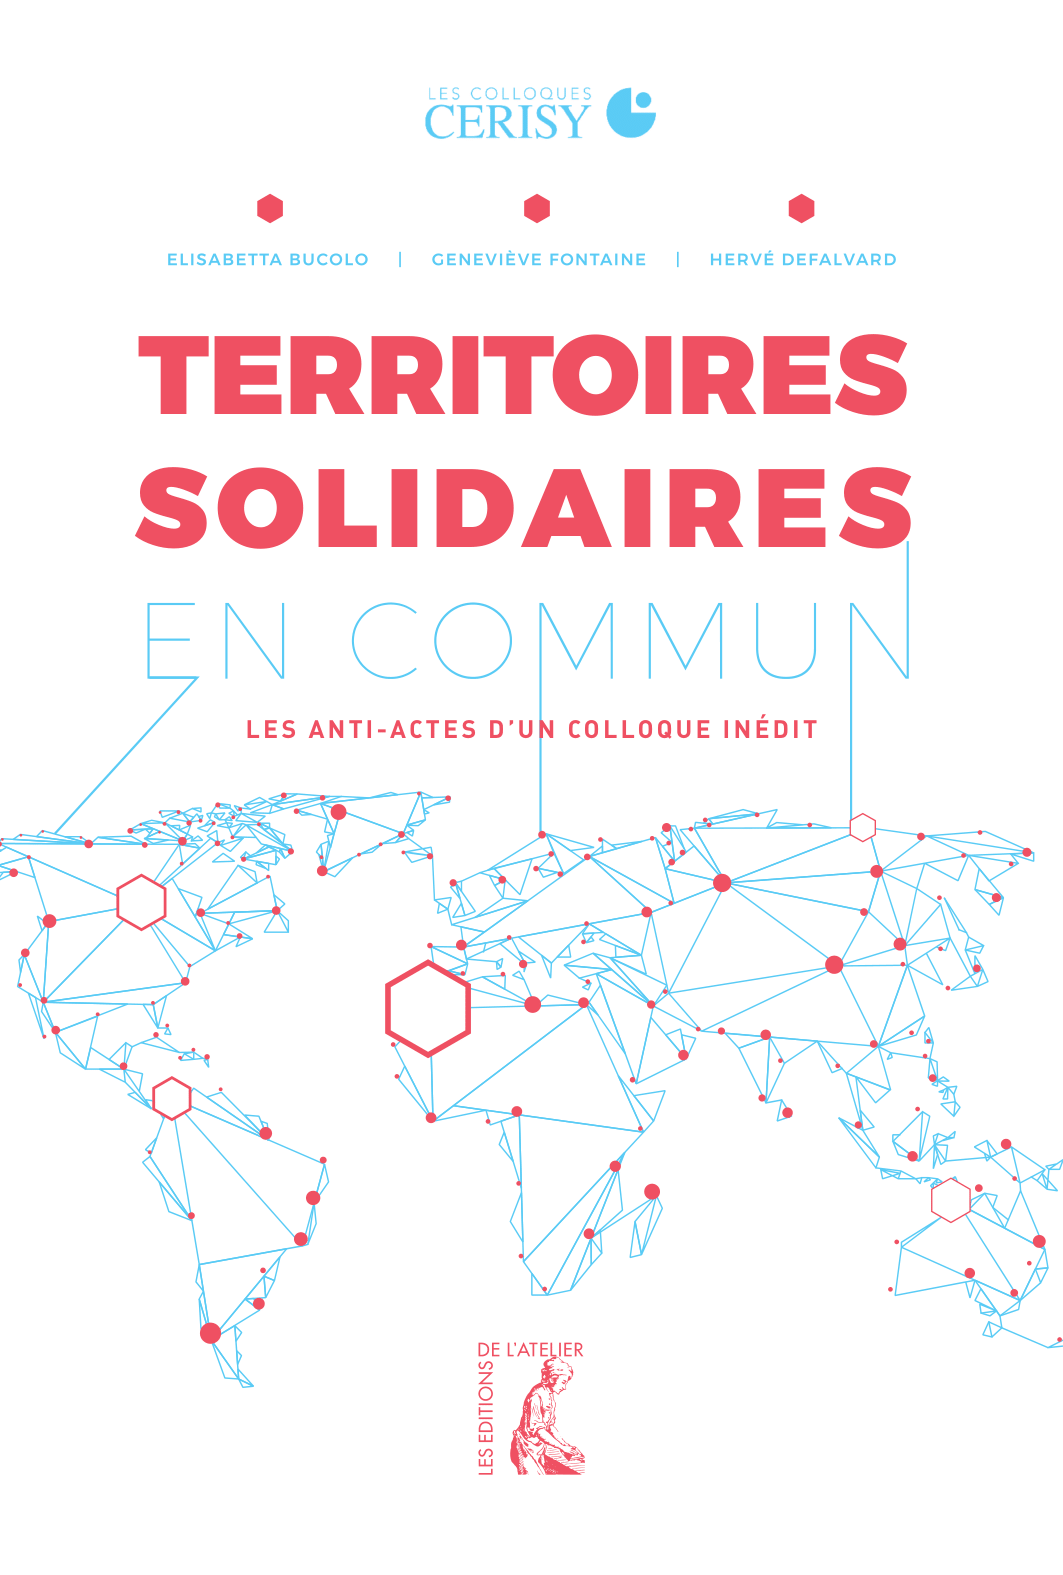 LES COLLOQUES
CERISY
ELISABETTA BUCOLO | GENEVIÈVE FONTAINE | HERVÉ DEFALVARD
TERRITOIRES
SOLIDAIRES
EN COMMUN
LES ANTI-ACTES D'UN COLLOQUE INÉDIT
LES EDITIONS
DE L'ATELIER